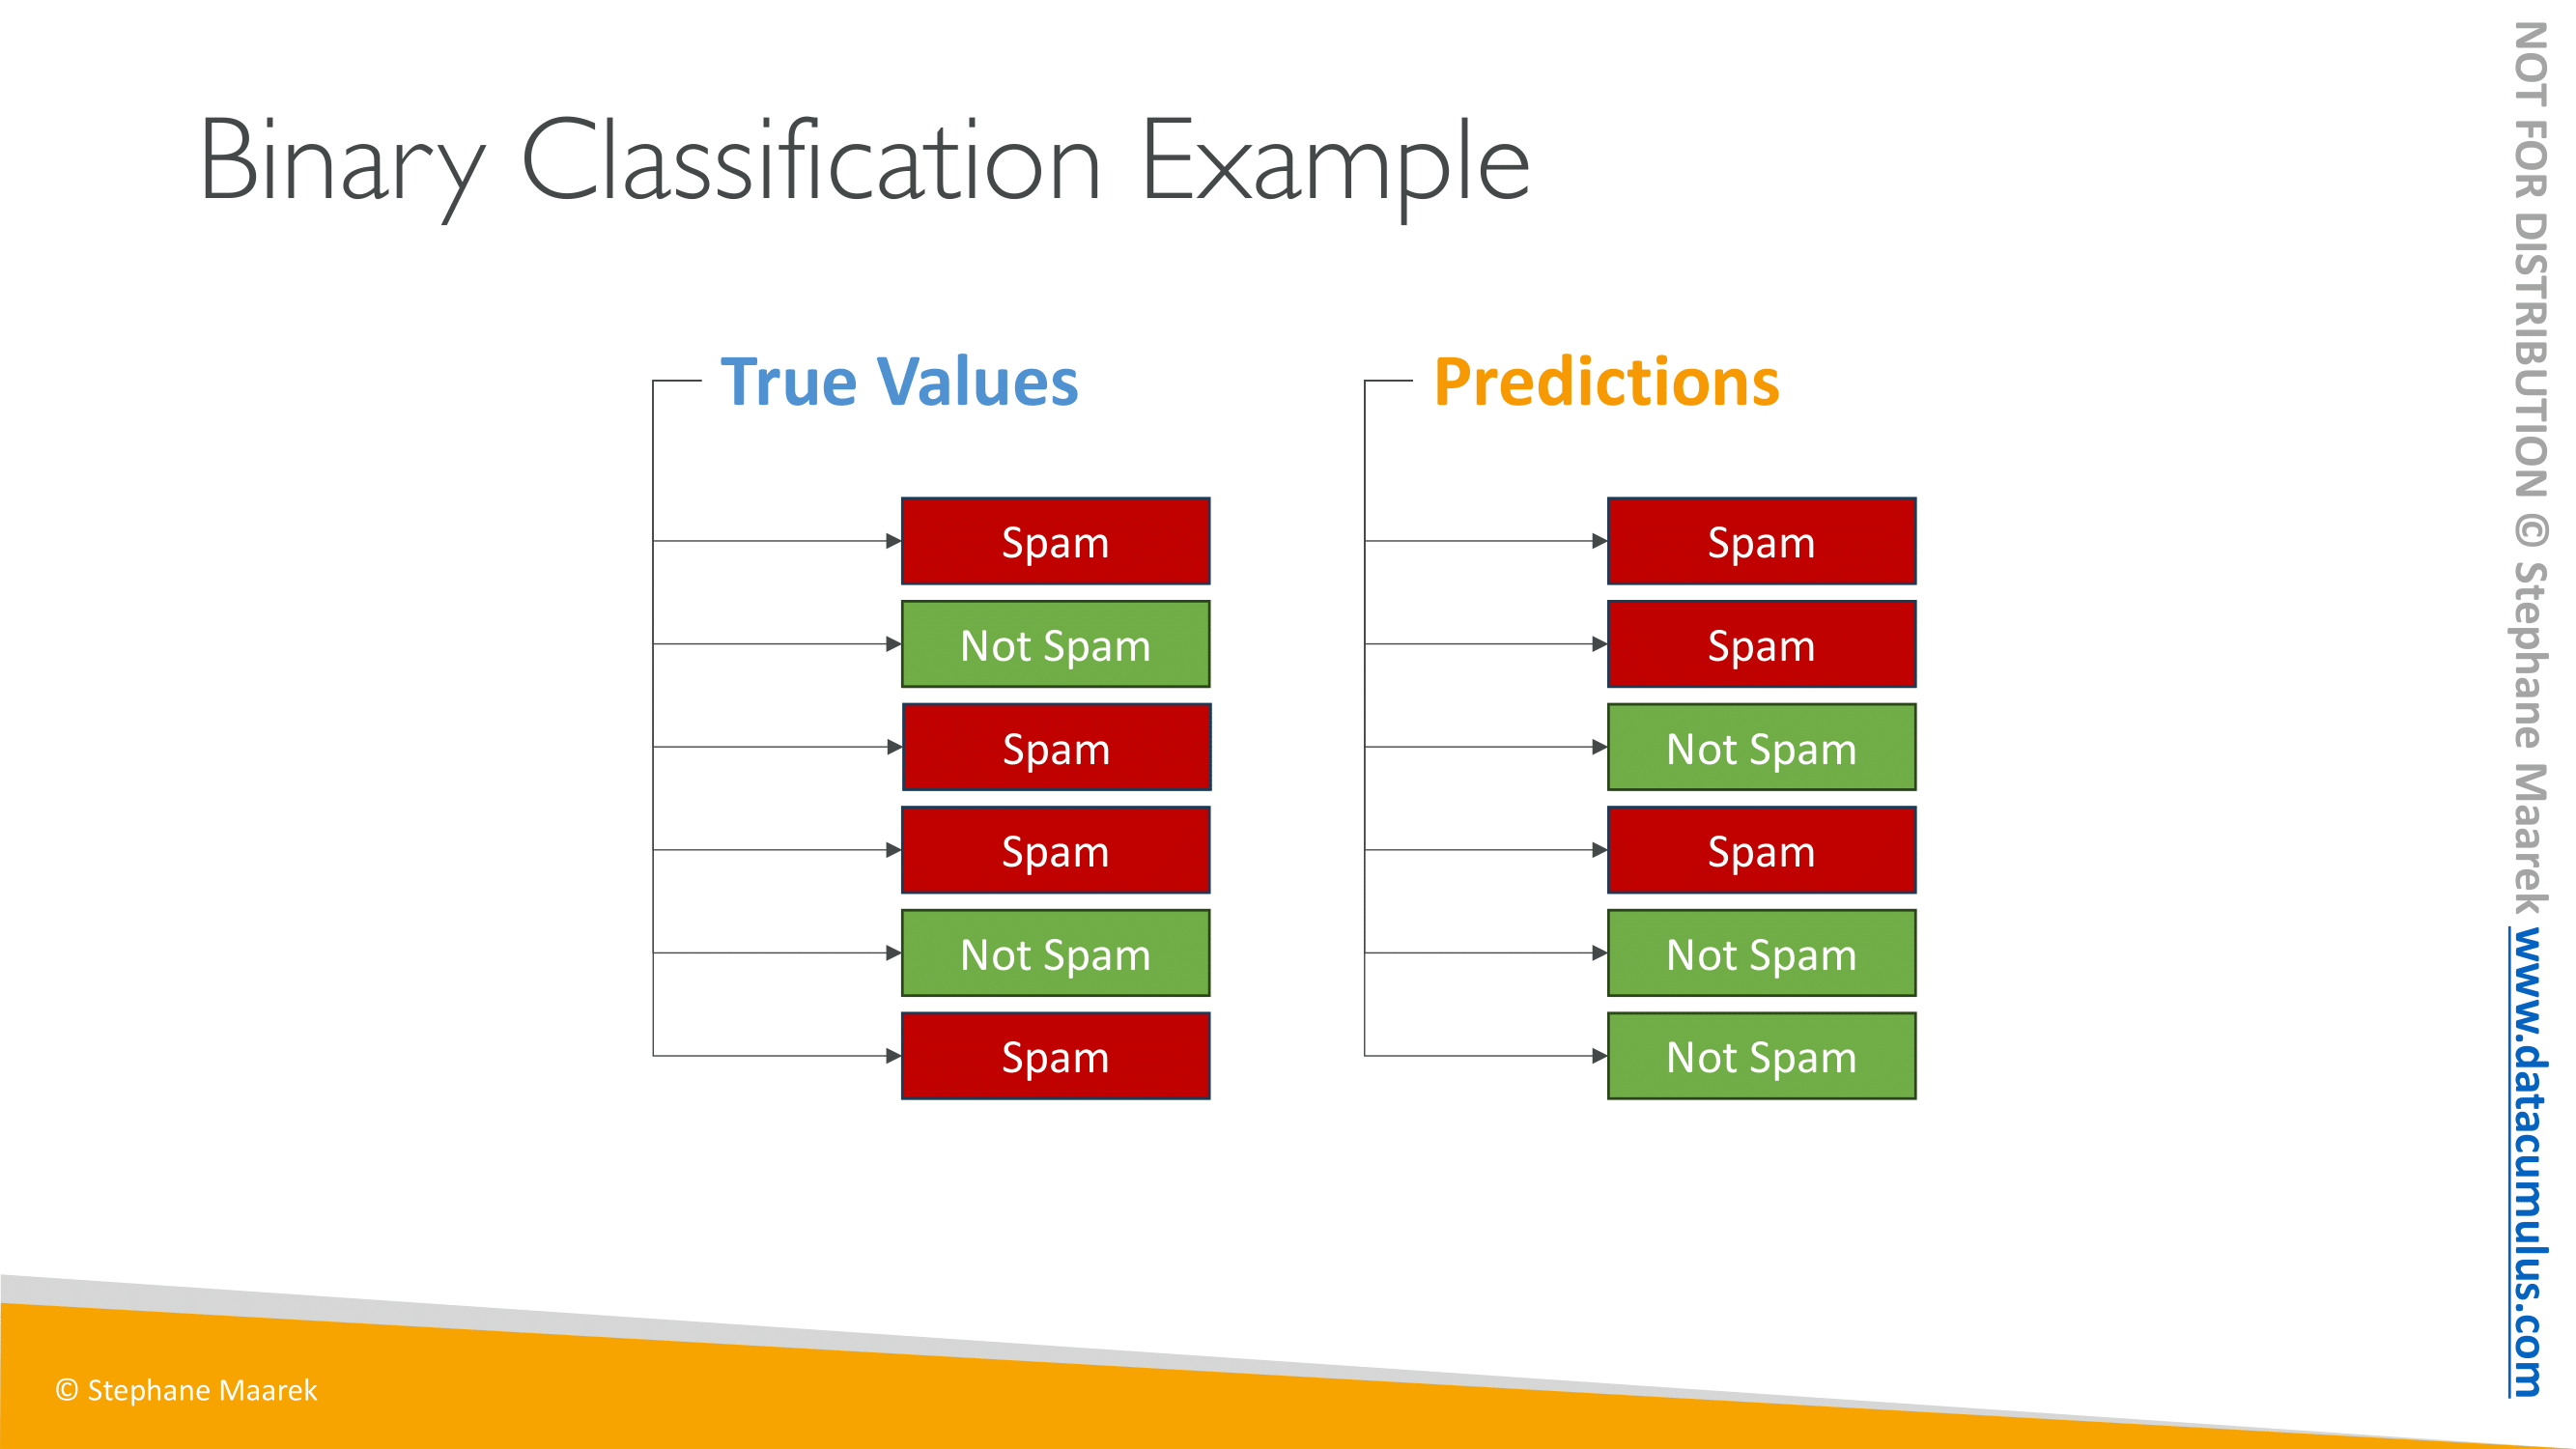 Binary Classification Example
True Values
Spam
Not Spam
Spam
Spam
Not Spam
Spam
Predictions
Spam
Spam
Not Spam
Spam
Not Spam
Not Spam
© Stephane Maarek
NOT FOR DISTRIBUTION © Stephane Maarek www.datacumulus.com